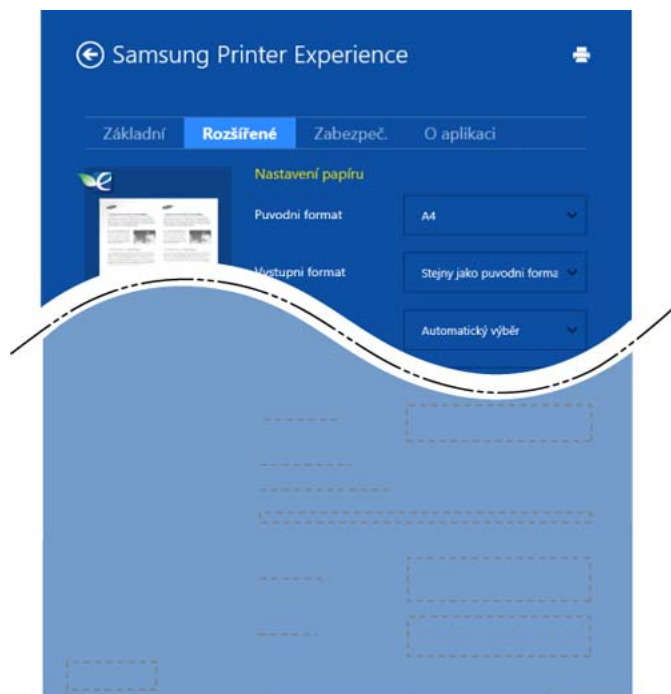 Samsung Printer Experience
Základní Rozšířené Zabezpeč. O aplikaci
Nastavení papíru
Puvodni format A4
Vystupni format Stejny jako puvodni forma
Automatický výběr